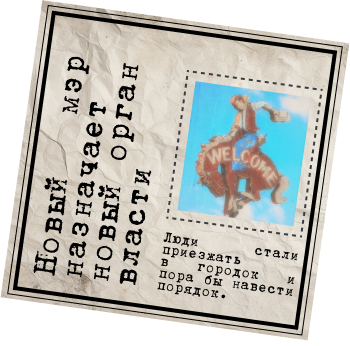 Новый мэр
назначает
новый орган
власти
WELCOME
Люди стали
приезжать
в городок и
пора бы навести
порядок.